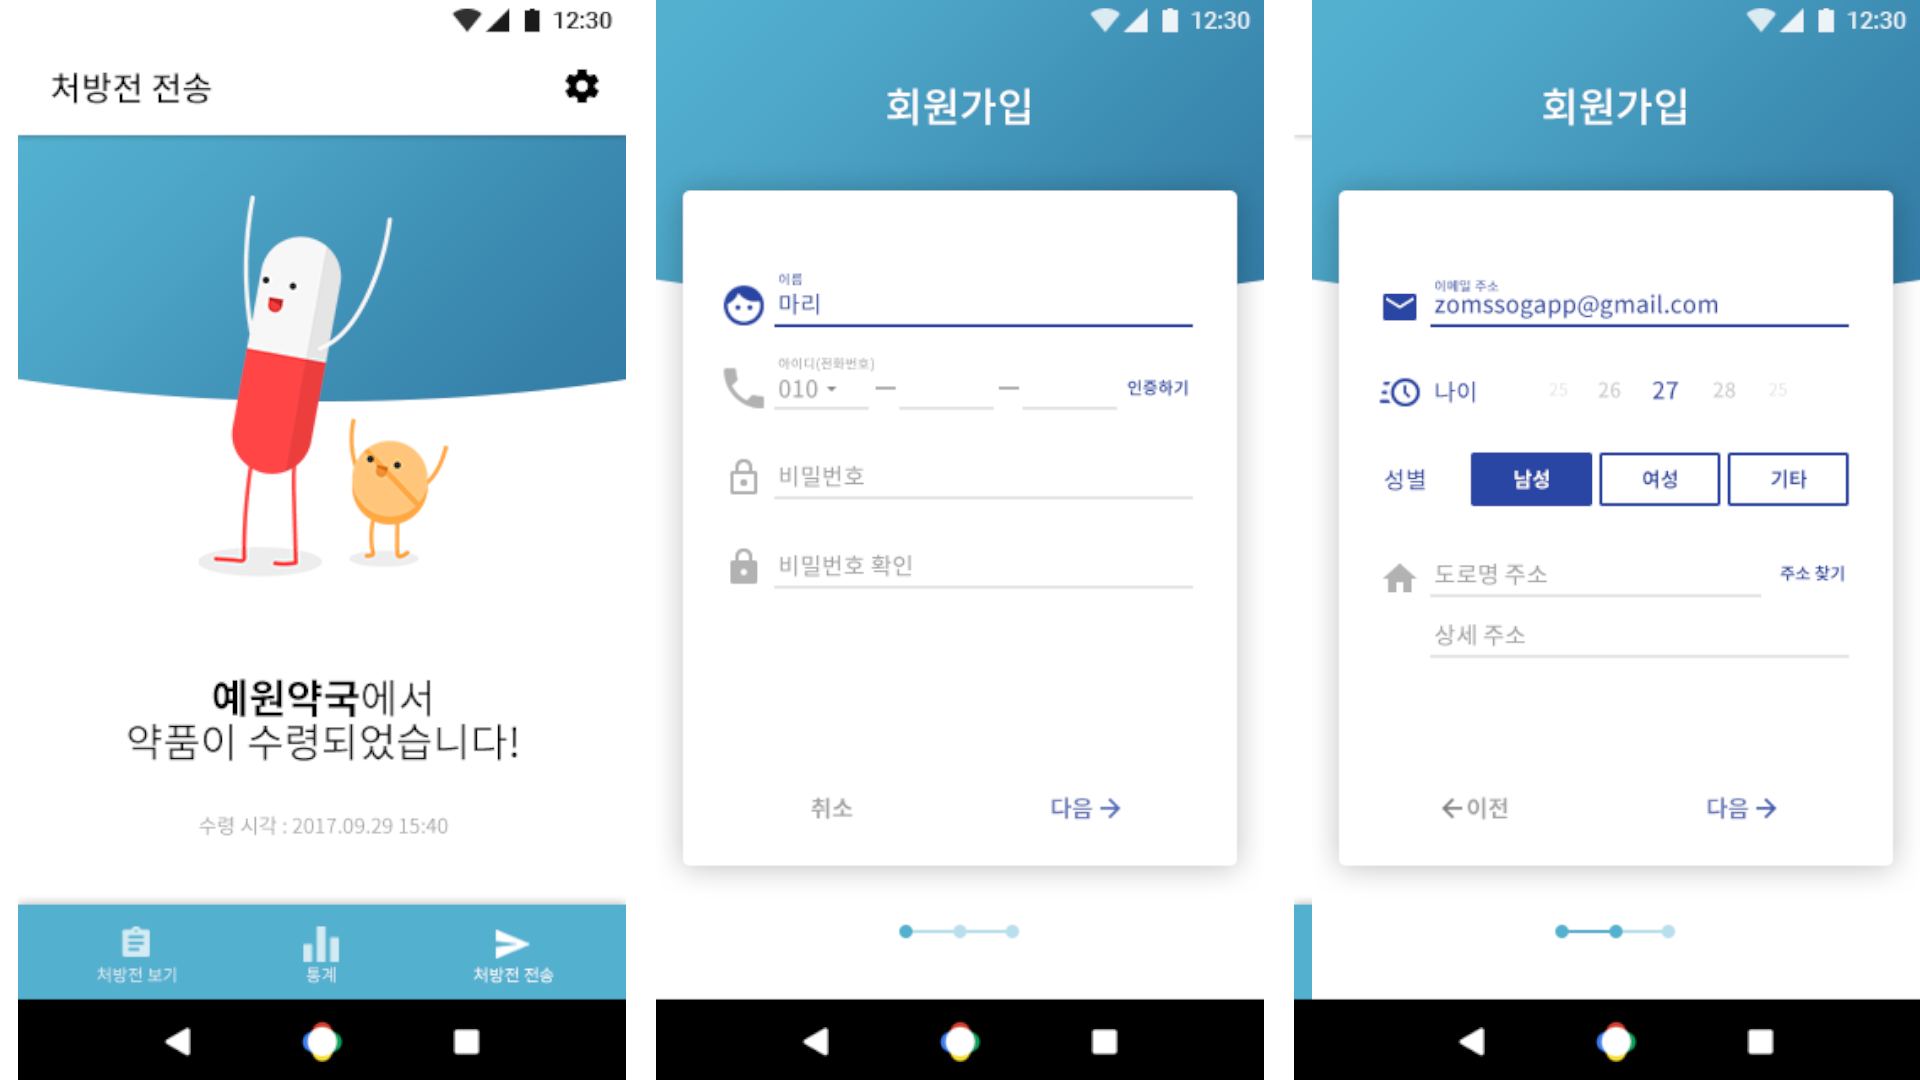 12:30
처방전 전송
예원약국에서
약품이 수령되었습니다!
수령 시각 : 2017.09.29 15:40
처방전 보기
통계
처방전 전송
12:30
회원가입
이름
마리
아이디(전화번호)
010 — — 인증하기
비밀번호
비밀번호 확인
취소
다음
12:30
회원가입
이메일 주소
zomssogapp@gmail.com
나이 25 26 27 28 25
성별 남성 여성 기타
도로명 주소 주소 찾기
상세 주소
이전
다음